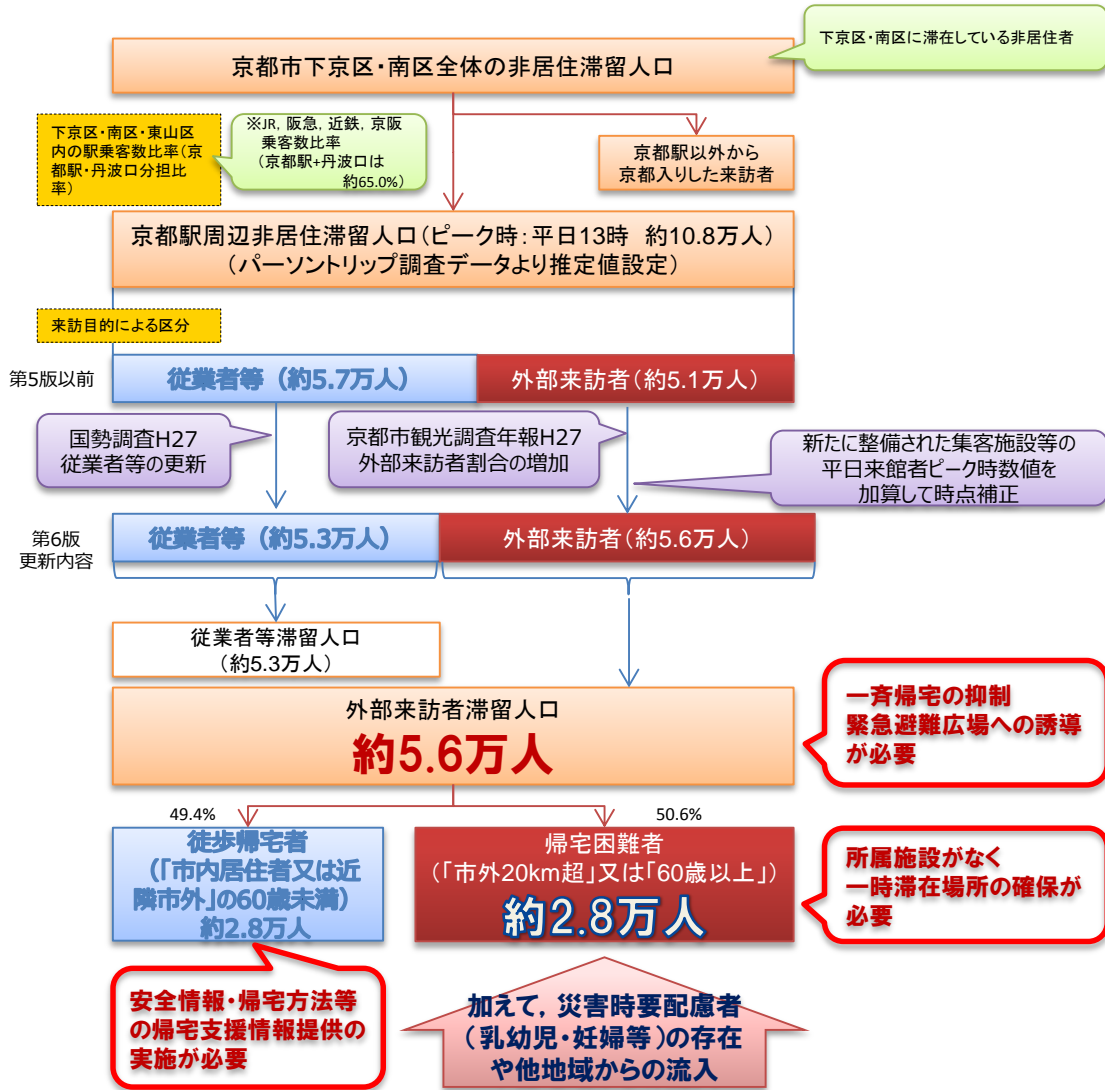 下京区・南区に滞在している非居住者
京都市下京区・南区全体の非居住滞留人口
下京区・南区・東山区
内の駅乗客数比率(京
都駅・丹波口分担比
率)
※JR, 阪急, 近鉄, 京阪
乗客数比率
(京都駅+丹波口は
約65.0%)
京都駅以外から
京都入りした来訪者
京都駅周辺非居住滞留人口(ピーク時:平日13時 約10.8万人)
(パーソントリップ調査データより推定値設定)
来訪目的による区分
第5版以前
従業者等(約5.7万人)
外部来訪者(約5.1万人)
国勢調査H27
従業者等の更新
京都市観光調査年報H27
外部来訪者割合の増加
新たに整備された集客施設等の
平日来館者ピーク時数値を
加算して時点補正
第6版
更新内容
従業者等(約5.3万人)
外部来訪者(約5.6万人)
従業者等滞留人口
(約5.3万人)
外部来訪者滞留人口
約5.6万人
一斉帰宅の抑制
緊急避難広場への誘導
が必要
49.4%
50.6%
徒歩帰宅者
(「市内居住者又は近
隣市外」の60歳未満)
約2.8万人
帰宅困難者
(「市外20km超」又は「60歳以上」)
約2.8万人
所属施設がなく
一時滞在場所の確保が
必要
安全情報・帰宅方法等
の帰宅支援情報提供の
実施が必要
加えて, 災害時要配慮者
(乳幼児・妊婦等)の存在
や他地域からの流入